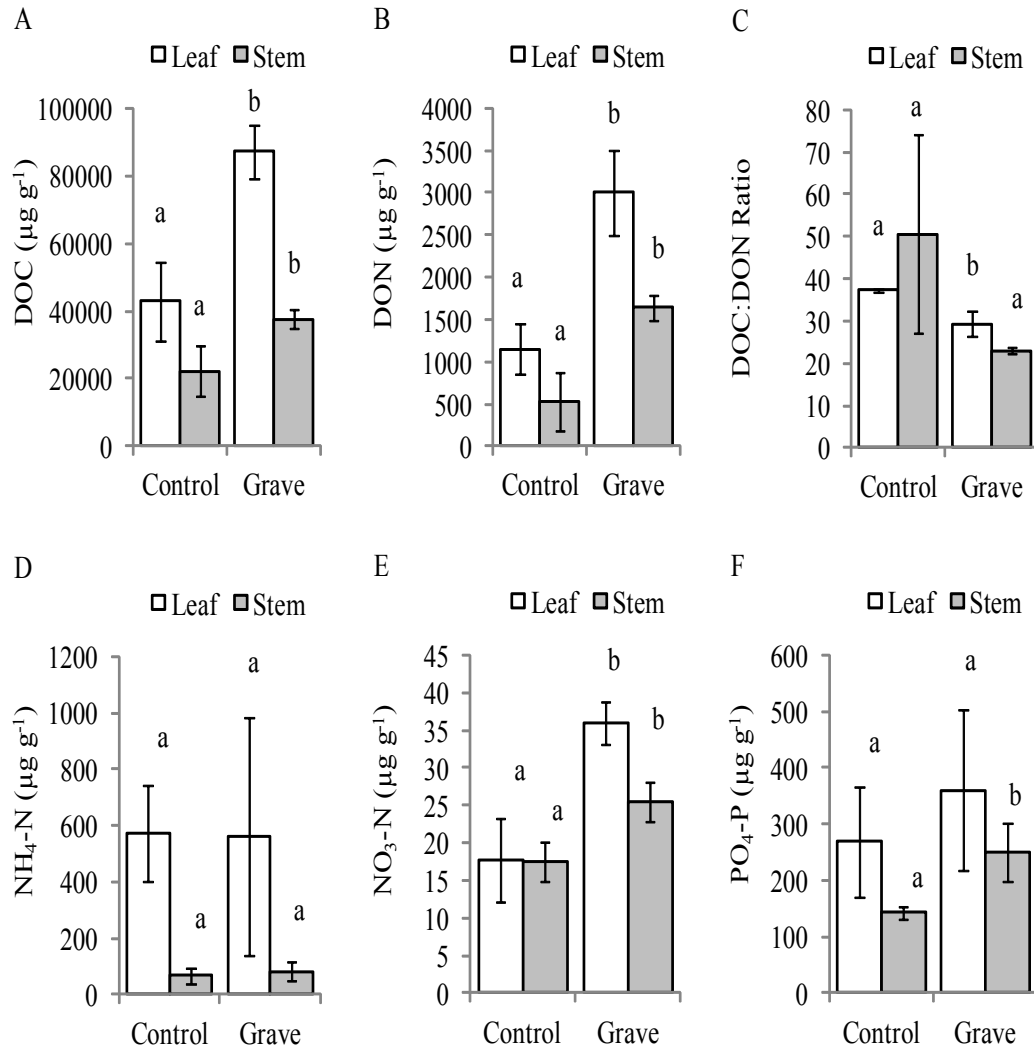 A
Leaf Stem
DOC (µg g-1)
100000
80000
60000
40000
20000
0
a
a
b
b
Control Grave
B
Leaf Stem
DON (µg g-1)
4000
3500
3000
2500
2000
1500
1000
500
0
a
a
b
b
Control Grave
C
Leaf Stem
DOC:DON Ratio
80
70
60
50
40
30
20
10
0
a
a
b
a
Control Grave
D
Leaf Stem
NH4-N (µg g-1)
1200
1000
800
600
400
200
0
a
a
a
a
Control Grave
E
Leaf Stem
NO3-N (µg g-1)
45
40
35
30
25
20
15
10
5
0
a
a
b
b
Control Grave
F
Leaf Stem
PO4-P (µg g-1)
600
500
400
300
200
100
0
a
a
a
b
Control Grave